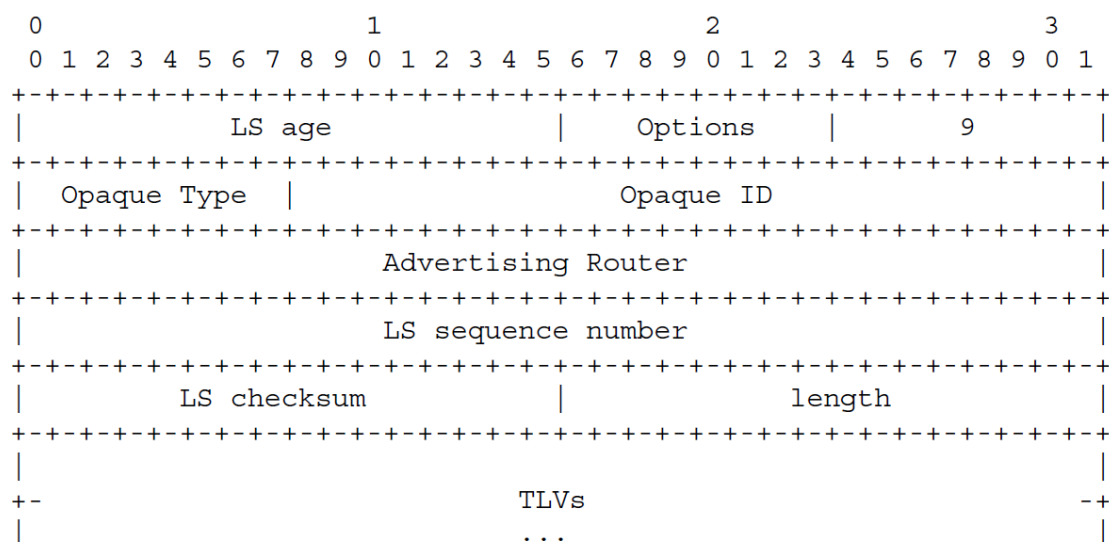 0                   1                   2                   3
0 1 2 3 4 5 6 7 8 9 0 1 2 3 4 5 6 7 8 9 0 1 2 3 4 5 6 7 8 9 0 1
+-+-+-+-+-+-+-+-+-+-+-+-+-+-+-+-+-+-+-+-+-+-+-+-+-+-+-+-+-+-+-+-+
|            LS age             |    Options    |       9       |
+-+-+-+-+-+-+-+-+-+-+-+-+-+-+-+-+-+-+-+-+-+-+-+-+-+-+-+-+-+-+-+-+
|  Opaque Type  |                   Opaque ID                   |
+-+-+-+-+-+-+-+-+-+-+-+-+-+-+-+-+-+-+-+-+-+-+-+-+-+-+-+-+-+-+-+-+
|                     Advertising Router                        |
+-+-+-+-+-+-+-+-+-+-+-+-+-+-+-+-+-+-+-+-+-+-+-+-+-+-+-+-+-+-+-+-+
|                     LS sequence number                        |
+-+-+-+-+-+-+-+-+-+-+-+-+-+-+-+-+-+-+-+-+-+-+-+-+-+-+-+-+-+-+-+-+
|         LS checksum           |             length            |
+-+-+-+-+-+-+-+-+-+-+-+-+-+-+-+-+-+-+-+-+-+-+-+-+-+-+-+-+-+-+-+-+
|                                                               |
+-                            TLVs                             -+
|                             ...                               |